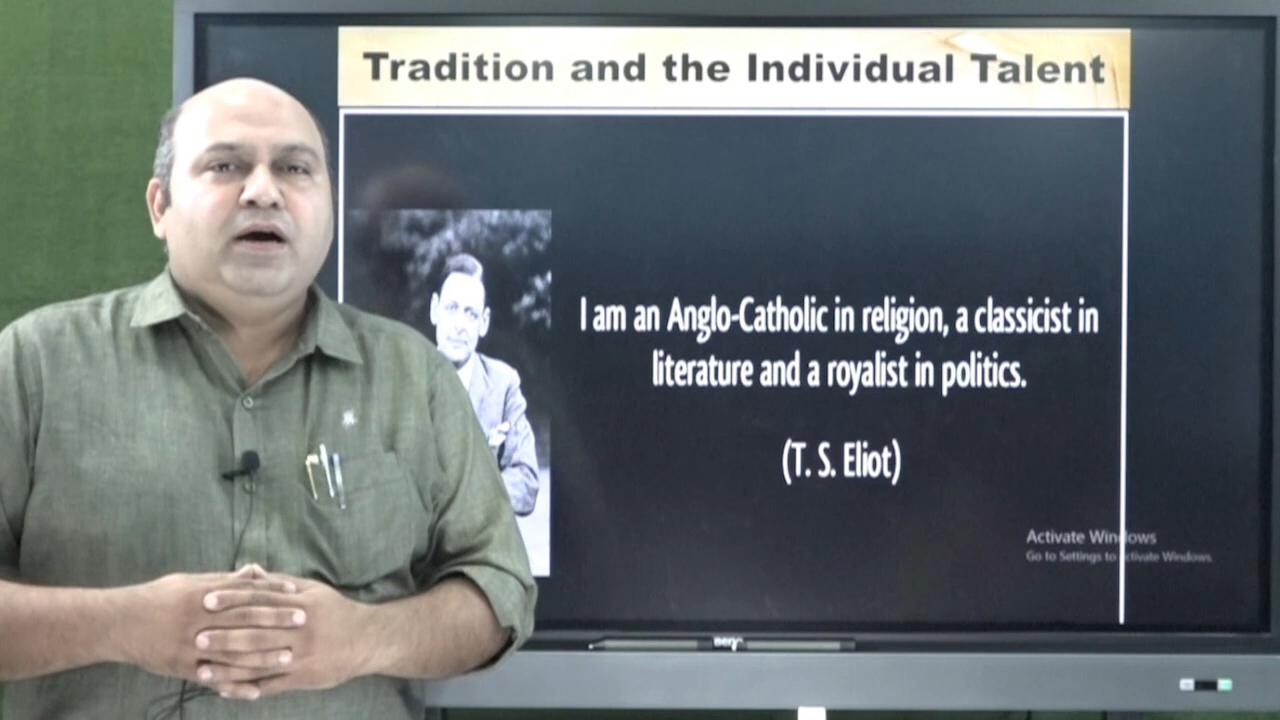 Tradition and the Individual Talent
I am an Anglo-Catholic in religion, a classicist in
literature and a royalist in politics.
(T. S. Eliot)
Activate Windows
Go to Settings to activate Windows.
BenQ